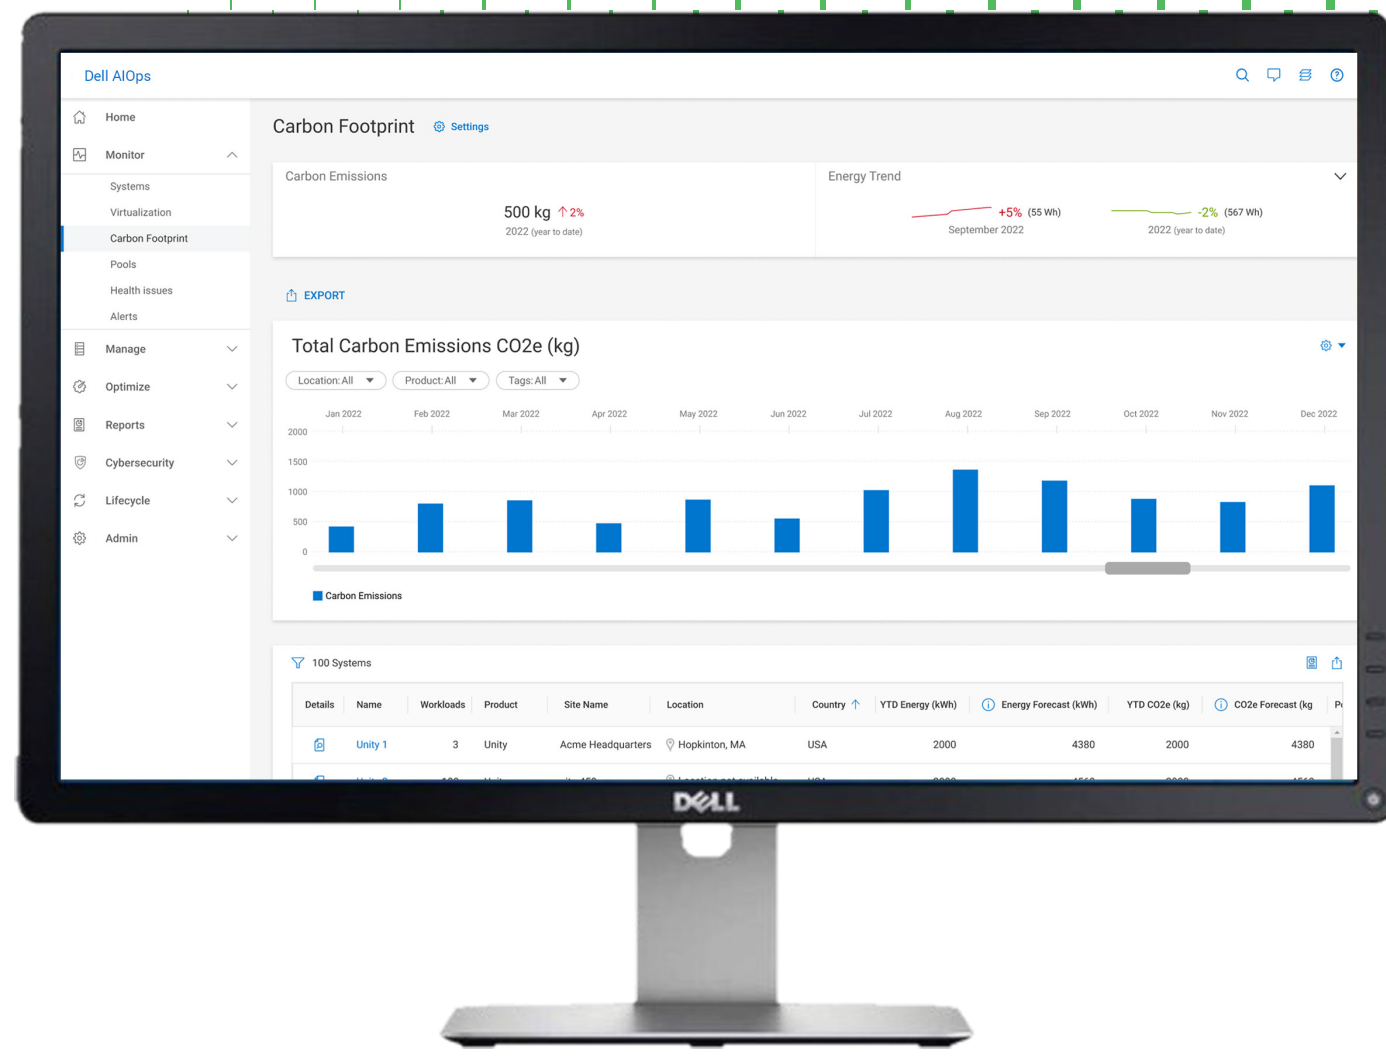 Dell AIOps
Home
Monitor
Systems
Virtualization
Carbon Footprint
Pools
Health issues
Alerts
Manage
Optimize
Reports
Cybersecurity
Lifecycle
Admin
Carbon Footprint Settings
Carbon Emissions
500 kg ↑ 2%
2022 (year to date)
Energy Trend
+5% (55 Wh)
September 2022
-2% (567 Wh)
2022 (year to date)
EXPORT
Total Carbon Emissions CO2e (kg)
Location: All Product: All Tags: All
Jan 2022 Feb 2022 Mar 2022 Apr 2022 May 2022 Jun 2022 Jul 2022 Aug 2022 Sep 2022 Oct 2022 Nov 2022 Dec 2022
2000
1500
1000
500
0
Carbon Emissions
100 Systems
Details Name Workloads Product Site Name Location Country ↑ YTD Energy (kWh) Energy Forecast (kWh) YTD CO2e (kg) CO2e Forecast (kg
Unity 1 3 Unity Acme Headquarters Hopkinton, MA USA 2000 4380 2000 4380
DELL